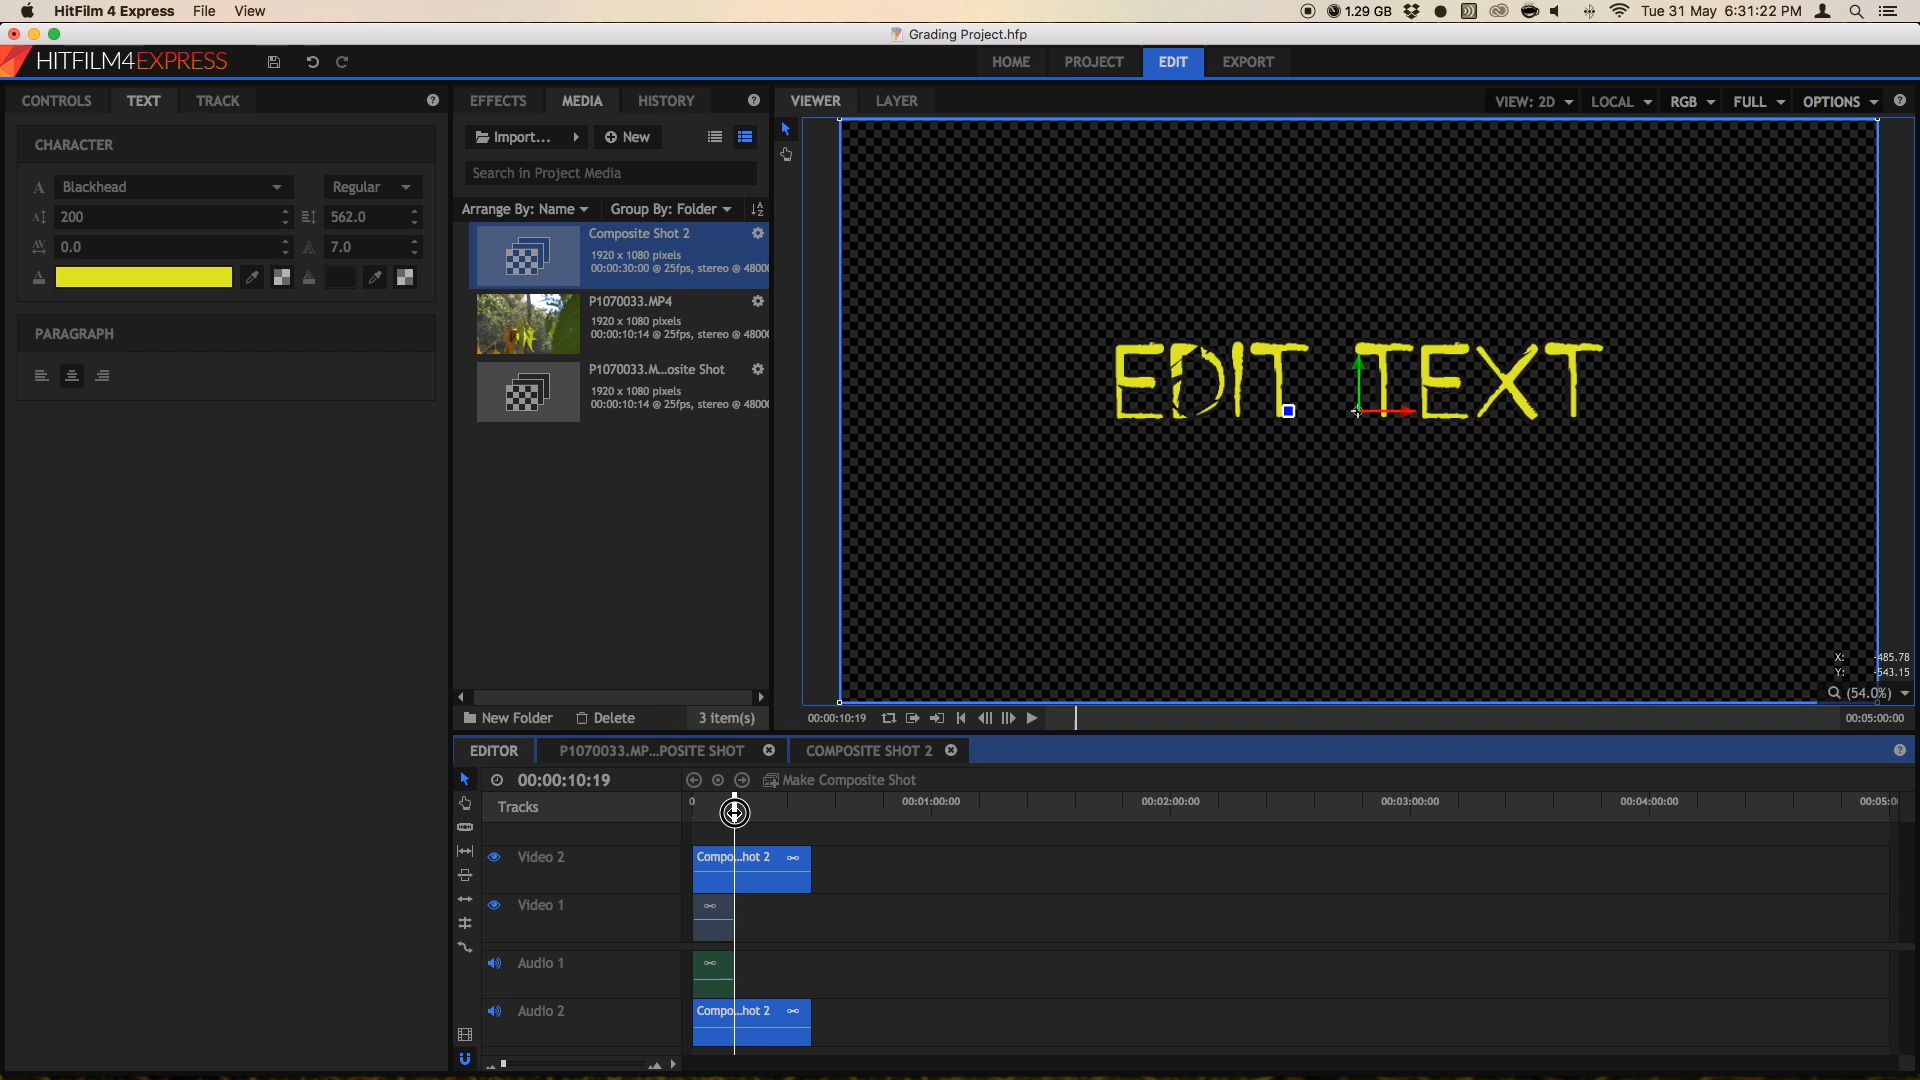 HitFilm 4 Express File View 1.29 GB Tue 31 May 6:31:22 PM
Grading Project.hfp
HITFILM4EXPRESS HOME PROJECT EDIT EXPORT
CONTROLS TEXT TRACK EFFECTS MEDIA HISTORY VIEWER LAYER VIEW: 2D LOCAL RGB FULL OPTIONS
CHARACTER
Blackhead Regular
200 562.0
0.0 7.0
PARAGRAPH
Import... New
Search in Project Media
Arrange By: Name Group By: Folder
Composite Shot 2
1920 x 1080 pixels
00:00:30:00 @ 25fps, stereo @ 4800
P1070033.MP4
1920 x 1080 pixels
00:00:10:14 @ 25fps, stereo @ 4800
P1070033.M...osite Shot
1920 x 1080 pixels
00:00:10:14 @ 25fps, stereo @ 4800
New Folder Delete 3 item(s)
EDIT TEXT
X: -485.78
Y: -543.15
(54.0%)
00:00:10:19 00:05:00:00
EDITOR P1070033.MP...POSITE SHOT COMPOSITE SHOT 2
00:00:10:19 Make Composite Shot
Tracks 0 00:01:00:00 00:02:00:00 00:03:00:00 00:04:00:00 00:05:0
Video 2 Compo...hot 2
Video 1
Audio 1
Audio 2 Compo...hot 2